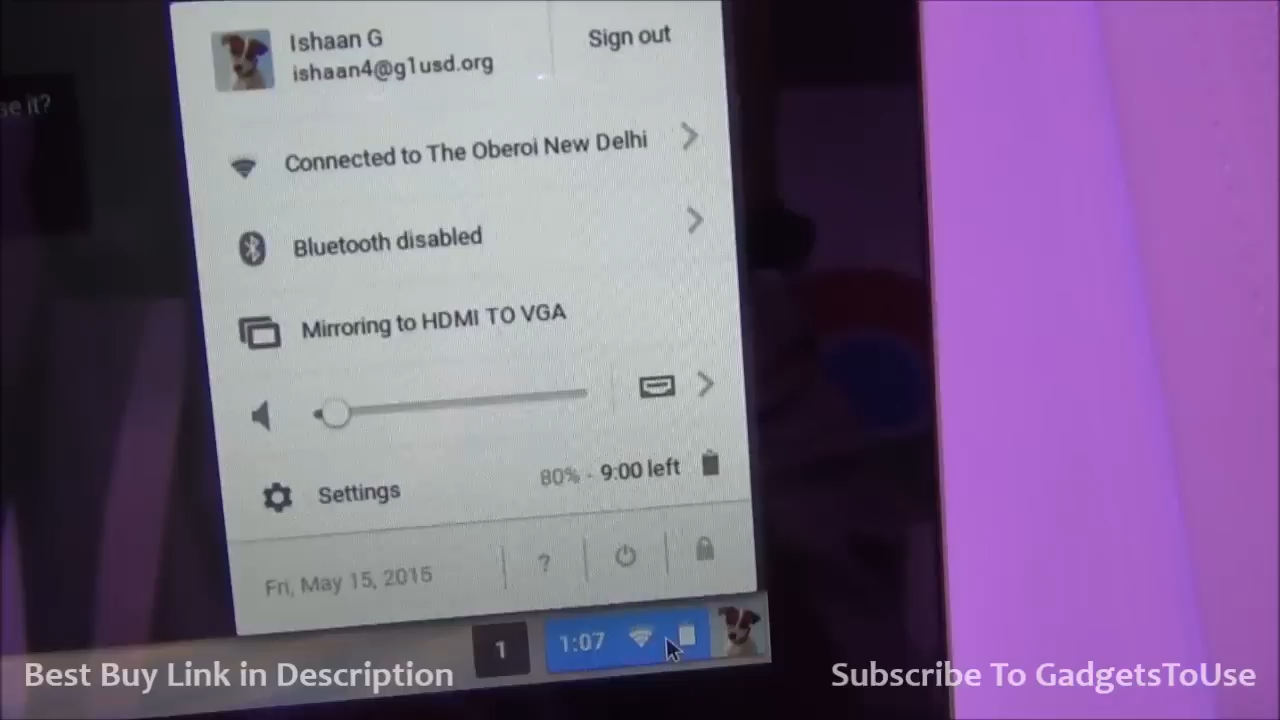 Ishaan G
Sign out
ishaan4@g1usd.org
se it?
Connected to The Oberoi New Delhi
Bluetooth disabled
Mirroring to HDMI TO VGA
80% - 9:00 left
Settings
Fri, May 15, 2015
?
1
1:07
Best Buy Link in Description
Subscribe To GadgetsToUse